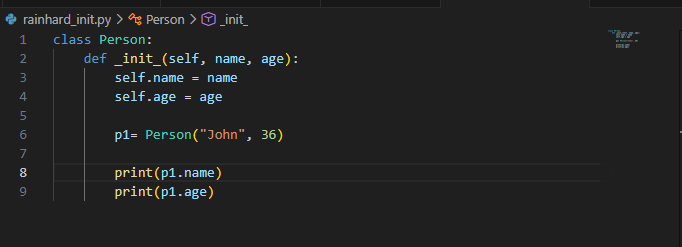 rainhard_init.py > Person > _init_
1 class Person:
2     def _init_(self, name, age):
3         self.name = name
4         self.age = age
5
6         p1= Person("John", 36)
7
8         print(p1.name)
9         print(p1.age)